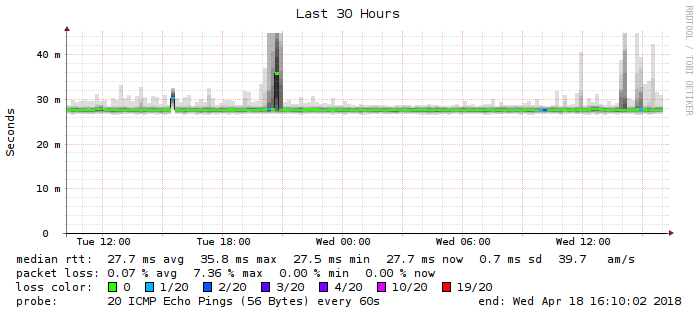 Last 30 Hours
RRDTOOL / TOBI OETIKER
Seconds
40 m
30 m
20 m
10 m
0
Tue 12:00 Tue 18:00 Wed 00:00 Wed 06:00 Wed 12:00
median rtt: 27.7 ms avg 35.8 ms max 27.5 ms min 27.7 ms now 0.7 ms sd 39.7 am/s
packet loss: 0.07 % avg 7.36 % max 0.00 % min 0.00 % now
loss color: 0 1/20 2/20 3/20 4/20 10/20 19/20
probe: 20 ICMP Echo Pings (56 Bytes) every 60s end: Wed Apr 18 16:10:02 2018